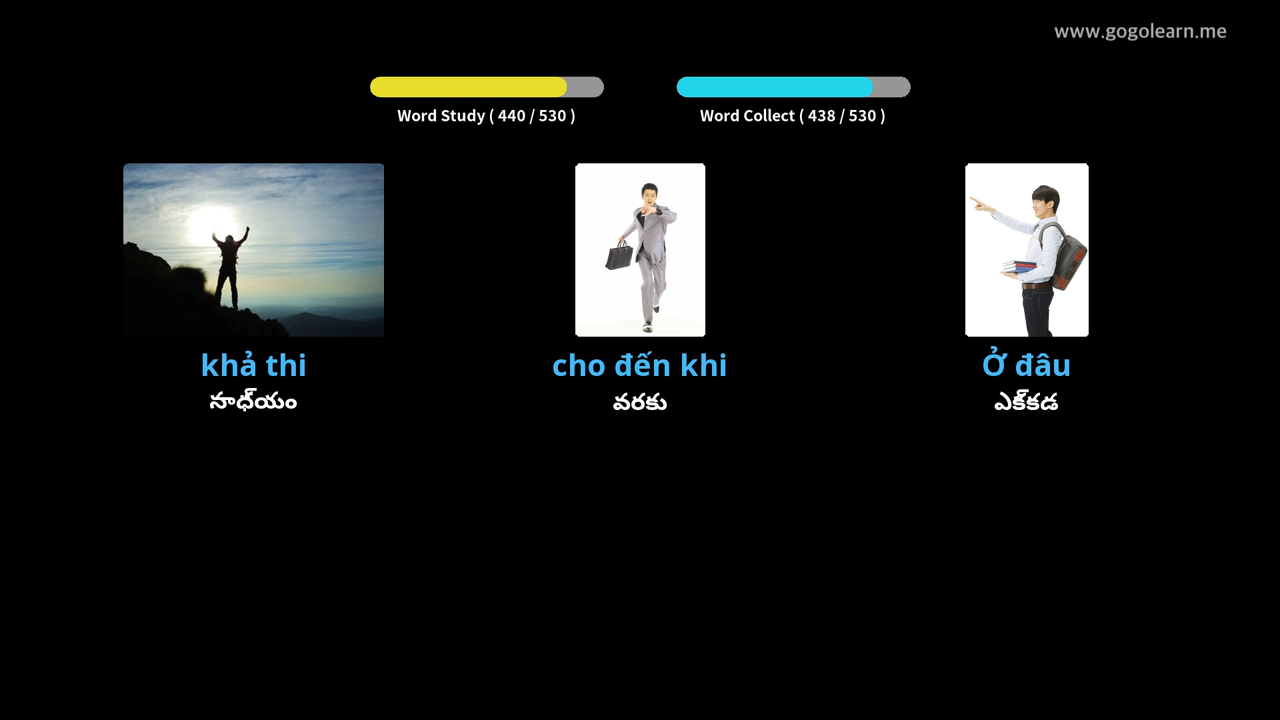 www.gogolearn.me
Word Study ( 440 / 530 )
Word Collect ( 438 / 530 )
khả thi
cho đến khi
Ở đâu
సాధ్యం
వరకు
ఎక్కడ